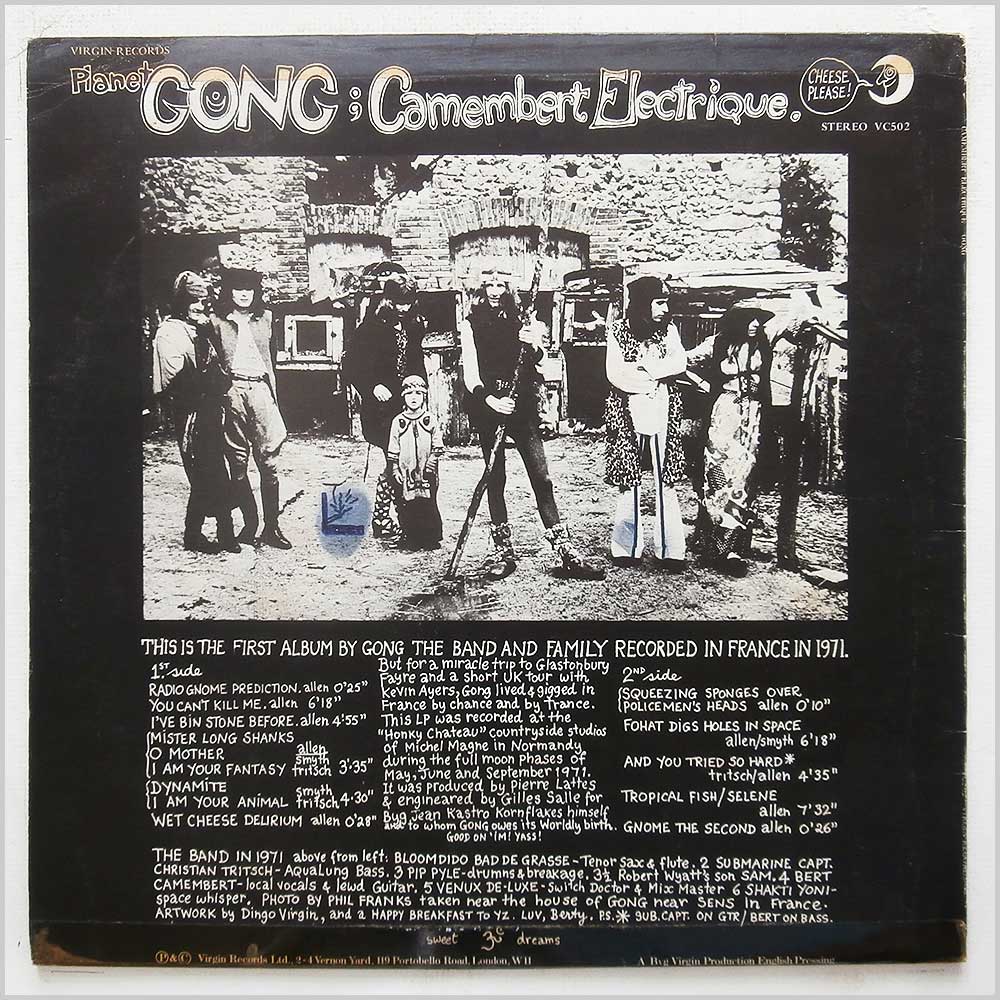 VIRGIN RECORDS
Planet GONG ; Camembert Electrique.
CHEESE PLEASE!
STEREO VC502
THIS IS THE FIRST ALBUM BY GONG THE BAND AND FAMILY RECORDED IN FRANCE IN 1971.
1.ST side
RADIO GNOME PREDICTION. allen 0'25"
YOU CAN'T KILL ME. allen 6'18"
I'VE BIN STONE BEFORE. allen 4'55"
MISTER LONG SHANKS
O MOTHER allen
smyth
I AM YOUR FANTASY tritsch 3'35"
DYNAMITE smyth
I AM YOUR ANIMAL tritsch 4'30"
WET CHEESE DELIRIUM allen 0'28"
But for a miracle trip to Glastonbury
Fayre and a short UK tour with
Kevin Ayers, Gong lived & gigged in
France by chance and by Trance.
This LP was recorded at the
"Honky Chateau" countryside studios
of Michel Magne in Normandy
during the full moon phases of
May, June and September 1971.
It was produced by Pierre Lattes
& engineared by Gilles Salle for
Byg Jean Kastro Kornflakes himself
and to whom GONG owes its Worldly birth.
GOOD ON 'IM! YASS!
2ND side
SQUEEZING SPONGES OVER
POLICEMEN'S HEADS allen 0'10"
FOHAT DIGS HOLES IN SPACE
allen/smyth 6'18"
AND YOU TRIED SO HARD*
tritsch/allen 4'35"
TROPICAL FISH/SELENE
allen 7'32"
GNOME THE SECOND allen 0'26"
THE BAND IN 1971 above from left: BLOOMDIDO BAD DE GRASSE - Tenor Sax & flute. 2 SUBMARINE CAPT.
CHRISTIAN TRITSCH - AquaLung Bass. 3 PIP PYLE - drums & breakage. 3½ Robert Wyatt's son SAM. 4 BERT
CAMEMBERT - local vocals & lewd Guitar. 5 VENUX DE-LUXE - Switch Doctor & Mix Master 6 SHAKTI YONI -
space whisper. PHOTO BY PHIL FRANKS taken near the house of GONG near SENS in France.
ARTWORK by Dingo Virgin, and a HAPPY BREAKFAST TO YZ. LUV, Berty. P.S. * SUB.CAPT. ON GTR/BERT ON BASS.
sweet dreams
℗&© Virgin Records Ltd., 2-4 Vernon Yard, 119 Portobello Road, London, W11
A Byg Virgin Production English Pressing